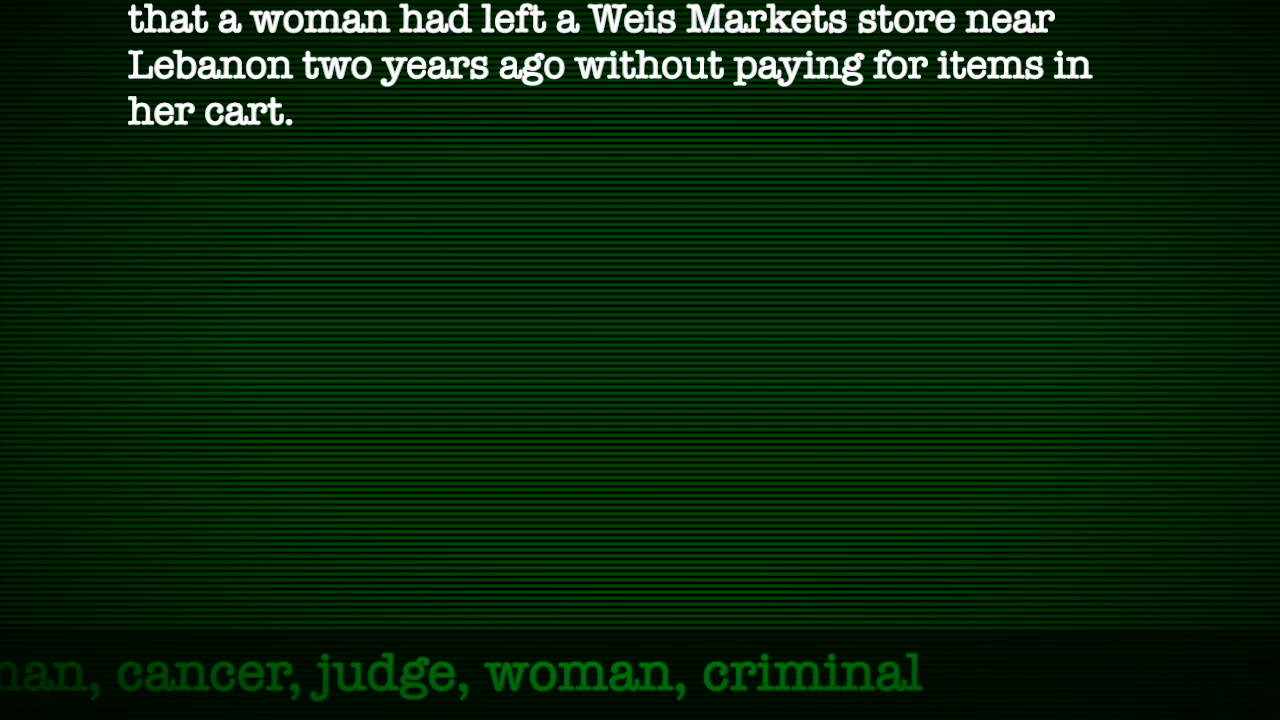 that a woman had left a Weis Markets store near
Lebanon two years ago without paying for items in
her cart.
cancer, judge, woman, criminal